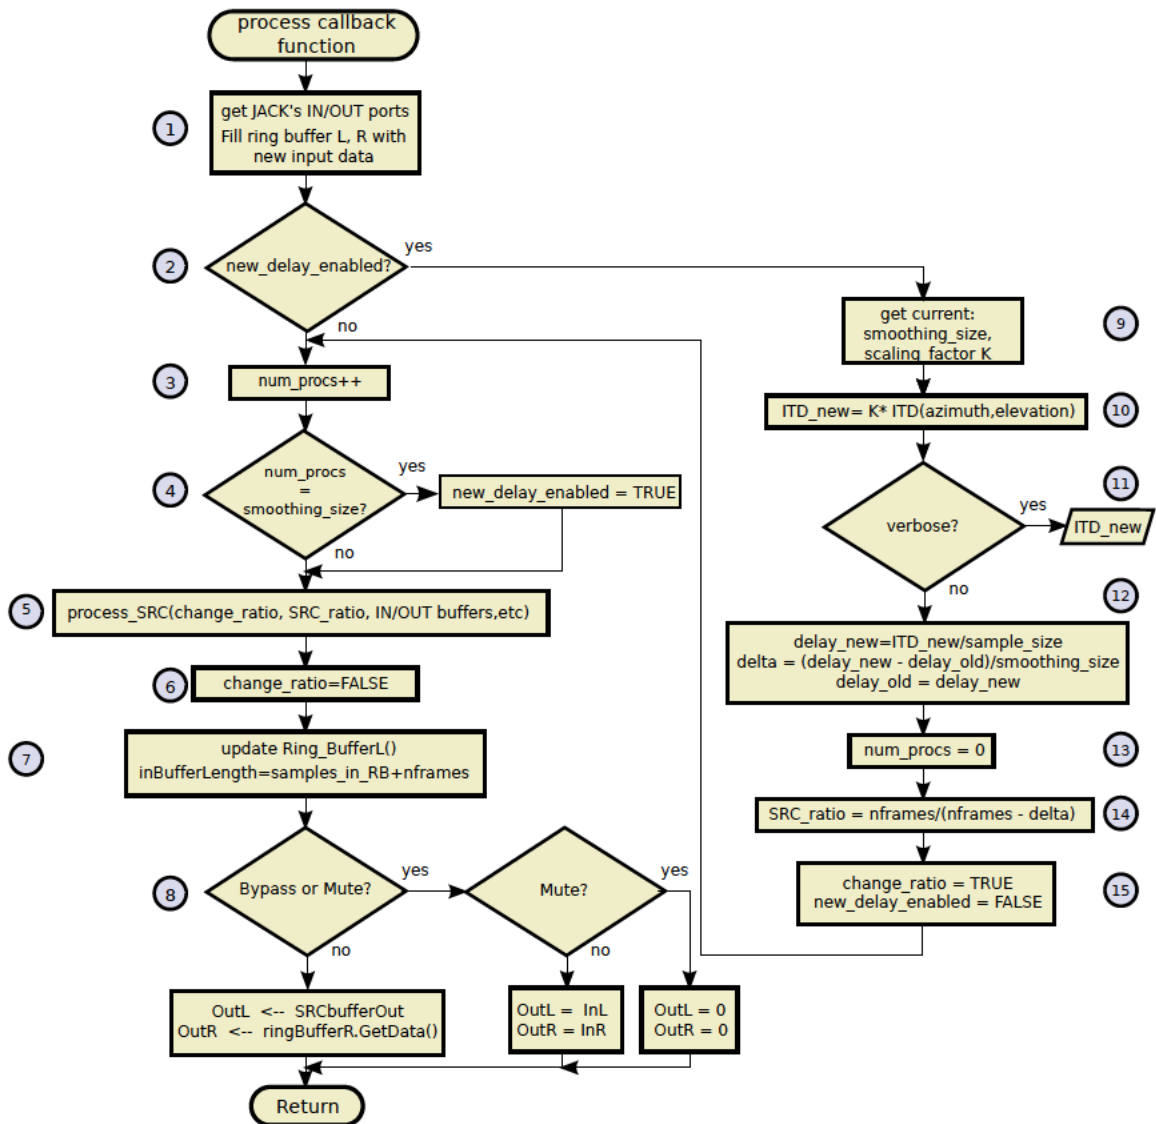 process callback
function
1
get JACK's IN/OUT ports
Fill ring buffer L, R with
new input data
2
new_delay_enabled?
yes
no
3
num_procs++
4
num_procs
=
smoothing_size?
yes
new_delay_enabled = TRUE
no
5
process_SRC(change_ratio, SRC_ratio, IN/OUT buffers,etc)
6
change_ratio=FALSE
7
update Ring_BufferL()
inBufferLength=samples_in_RB+nframes
8
Bypass or Mute?
yes
Mute?
yes
no
no
OutL <-- SRCbufferOut
OutR <-- ringBufferR.GetData()
OutL = InL
OutR = InR
OutL = 0
OutR = 0
Return
get current:
smoothing_size,
scaling_factor K
9
ITD_new= K* ITD(azimuth,elevation)
10
verbose?
yes
11
ITD_new
no
12
delay_new=ITD_new/sample_size
delta = (delay_new - delay_old)/smoothing_size
delay_old = delay_new
num_procs = 0
13
SRC_ratio = nframes/(nframes - delta)
14
change_ratio = TRUE
new_delay_enabled = FALSE
15